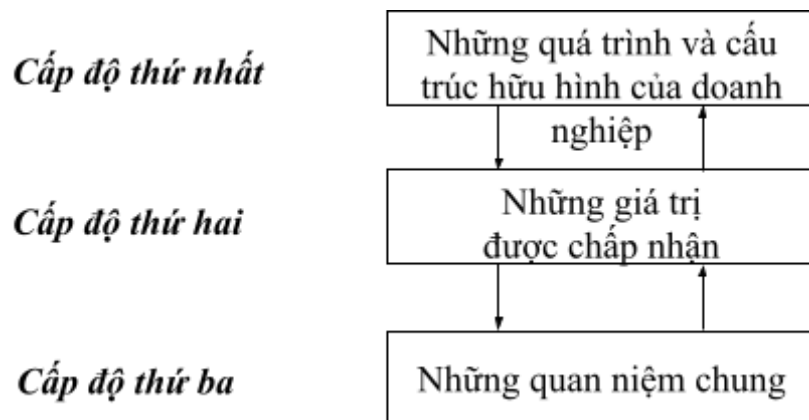 Cấp độ thứ nhất
Những quá trình và cấu
trúc hữu hình của doanh
nghiệp
Cấp độ thứ hai
Những giá trị
được chấp nhận
Cấp độ thứ ba
Những quan niệm chung